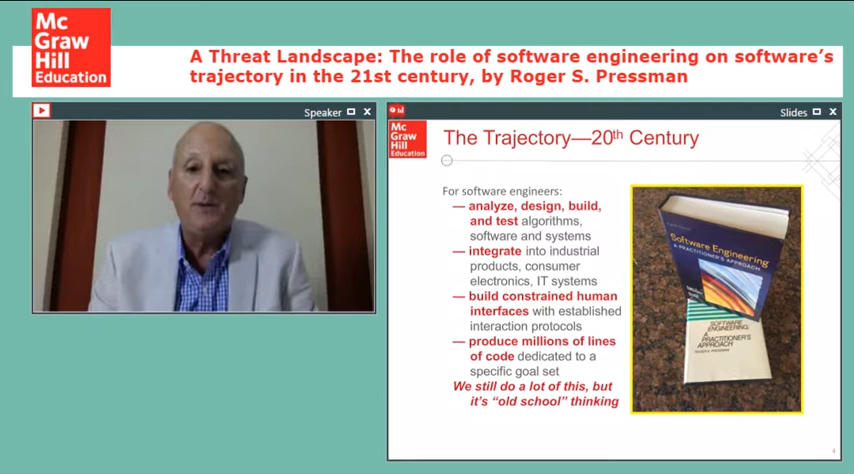 Mc
Graw
Hill
Education
A Threat Landscape: The role of software engineering on software's
trajectory in the 21st century, by Roger S. Pressman
Speaker
Slides
Mc
Graw
Hill
Education
The Trajectory—20th Century
For software engineers:
— analyze, design, build,
and test algorithms,
software and systems
— integrate into industrial
products, consumer
electronics, IT systems
— build constrained human
interfaces with established
interaction protocols
— produce millions of lines
of code dedicated to a
specific goal set
We still do a lot of this, but
it's “old school” thinking
Software Engineering
A PRACTITIONER'S APPROACH
SOFTWARE
ENGINEERING:
A
PRACTITIONER'S
APPROACH
ROGER S. PRESSMAN
4